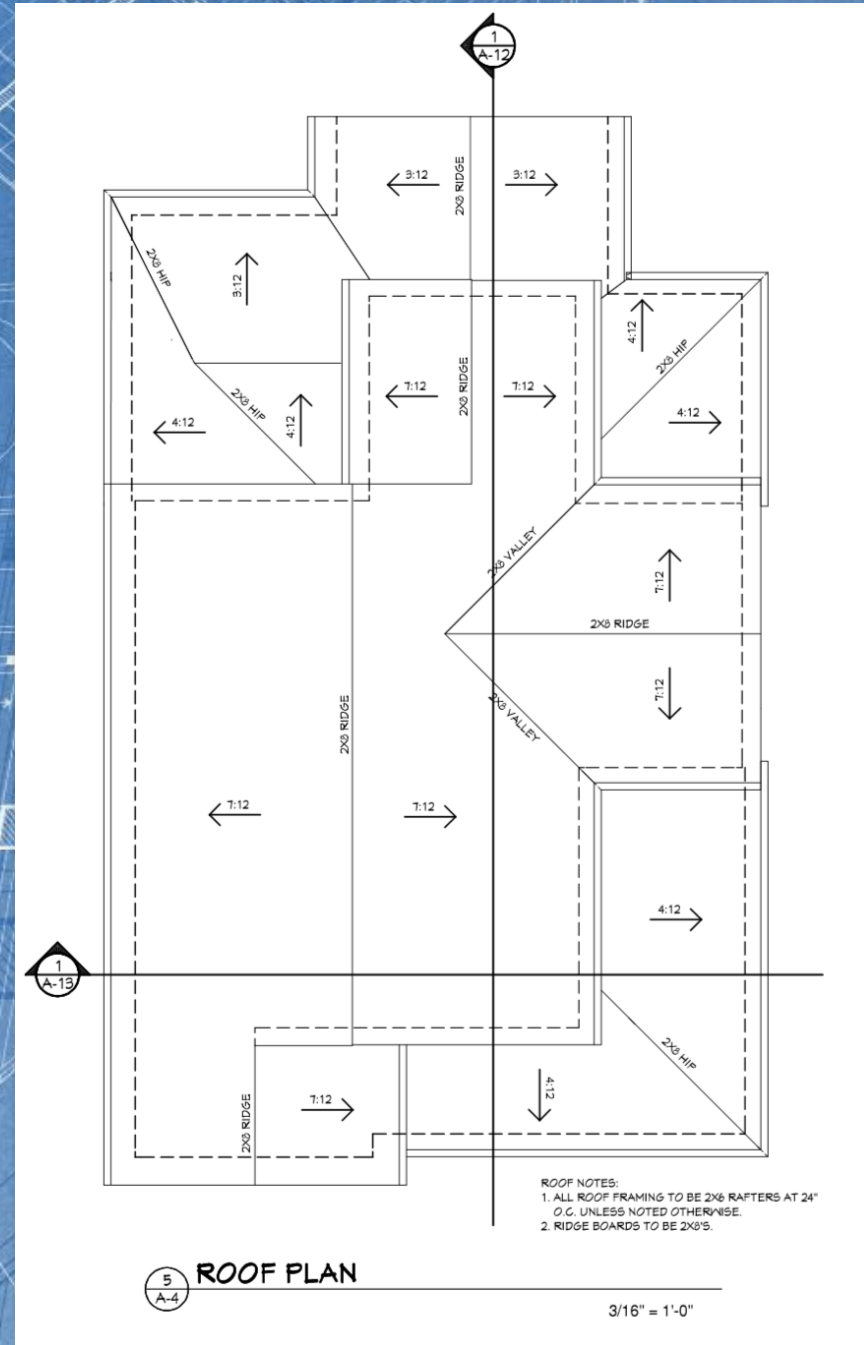 1
A-12
3:12
3:12
2X8 RIDGE
2X8 HIP
3:12
4:12
2X8 HIP
7:12
7:12
2X8 RIDGE
2X8 HIP
4:12
4:12
4:12
2X8 VALLEY
7:12
2X8 RIDGE
2X8 VALLEY
7:12
2X8 RIDGE
7:12
7:12
4:12
1
A-13
2X8 HIP
2X8 RIDGE
7:12
4:12
ROOF NOTES:
1. ALL ROOF FRAMING TO BE 2X6 RAFTERS AT 24"
O.C. UNLESS NOTED OTHERWISE.
2. RIDGE BOARDS TO BE 2X8'S.
5
A-4
ROOF PLAN
3/16" = 1'-0"